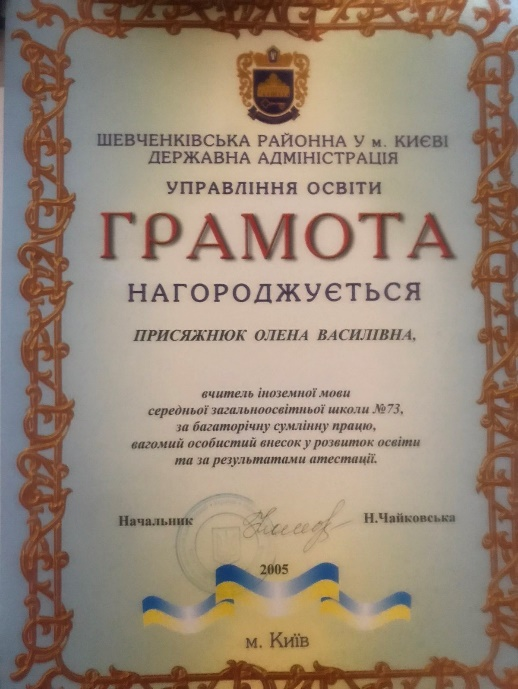 ШЕВЧЕНКІВСЬКА РАЙОННА У м. КИЄВІ
ДЕРЖАВНА АДМІНІСТРАЦІЯ
УПРАВЛІННЯ ОСВІТИ
ГРАМОТА
НАГОРОДЖУЄТЬСЯ
ПРИСЯЖНЮК ОЛЕНА ВАСИЛІВНА,
вчитель іноземної мови
середньої загальноосвітньої школи №73,
за багаторічну сумлінну працю,
вагомий особистий внесок у розвиток освіти
та за результатами атестації.
Начальник Н.Чайковська
2005
м. Київ